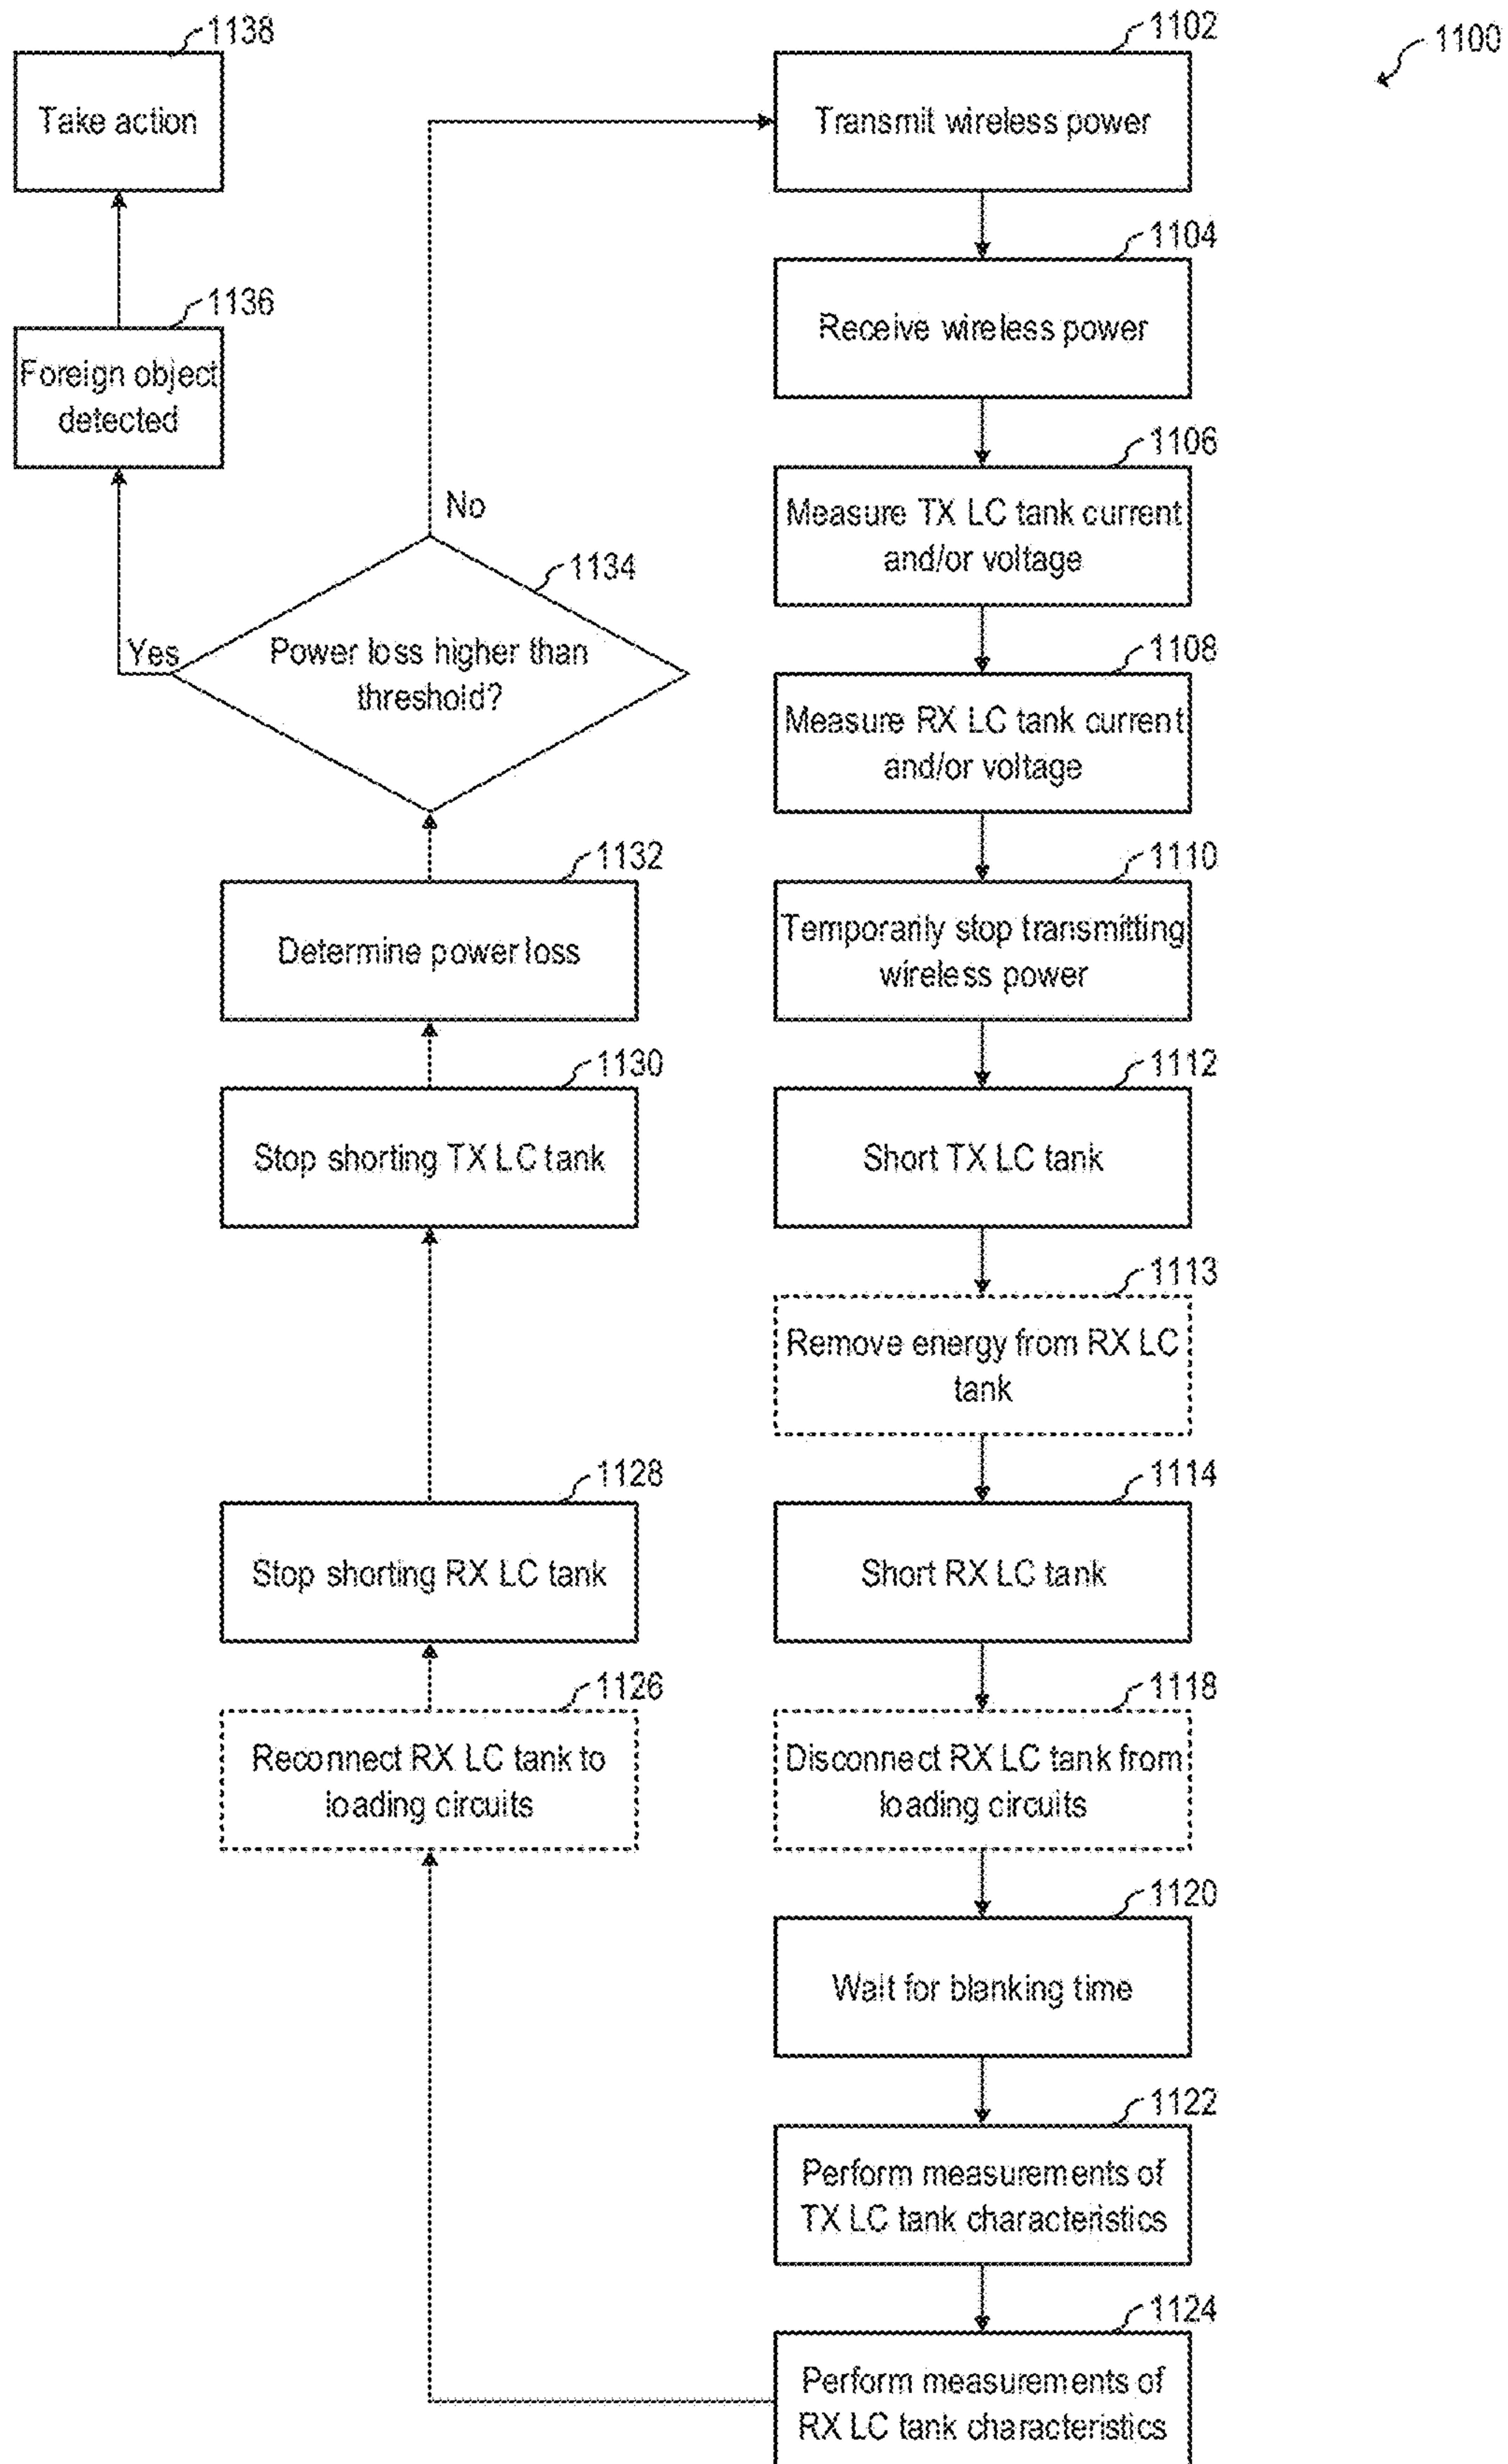 1100
1102
Transmit wireless power
1104
Receive wireless power
1106
Measure TX LC tank current
and/or voltage
1108
Measure RX LC tank current
and/or voltage
1110
Temporarily stop transmitting
wireless power
1112
Short TX LC tank
1113
Remove energy from RX LC
tank
1114
Short RX LC tank
1118
Disconnect RX LC tank from
loading circuits
1120
Wait for blanking time
1122
Perform measurements of
TX LC tank characteristics
1124
Perform measurements of
RX LC tank characteristics
1126
Reconnect RX LC tank to
loading circuits
1128
Stop shorting RX LC tank
1130
Stop shorting TX LC tank
1132
Determine power loss
1134
Power loss higher than
threshold?
No
Yes
1136
Foreign object
detected
1138
Take action